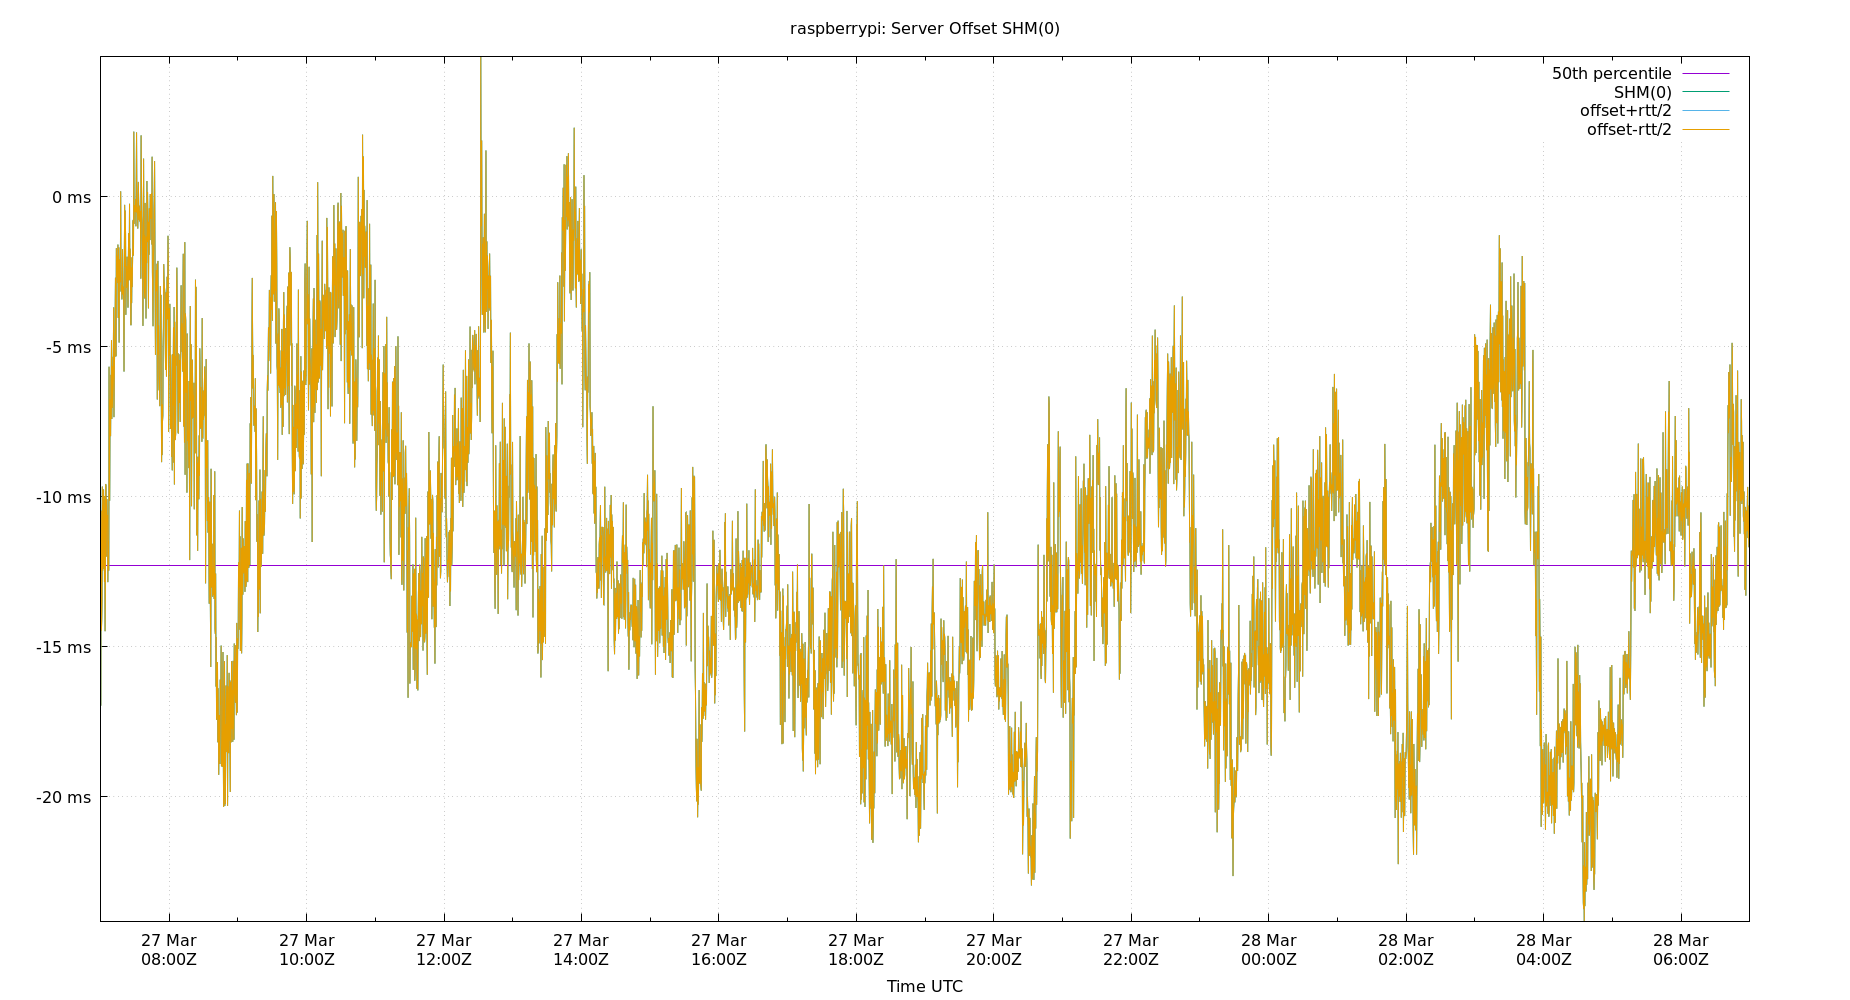 raspberrypi: Server Offset SHM(0)
50th percentile
SHM(0)
offset+rtt/2
offset-rtt/2
0 ms
-5 ms
-10 ms
-15 ms
-20 ms
27 Mar 27 Mar 27 Mar 27 Mar 27 Mar 27 Mar 27 Mar 27 Mar 28 Mar 28 Mar 28 Mar 28 Mar
08:00Z 10:00Z 12:00Z 14:00Z 16:00Z 18:00Z 20:00Z 22:00Z 00:00Z 02:00Z 04:00Z 06:00Z
Time UTC